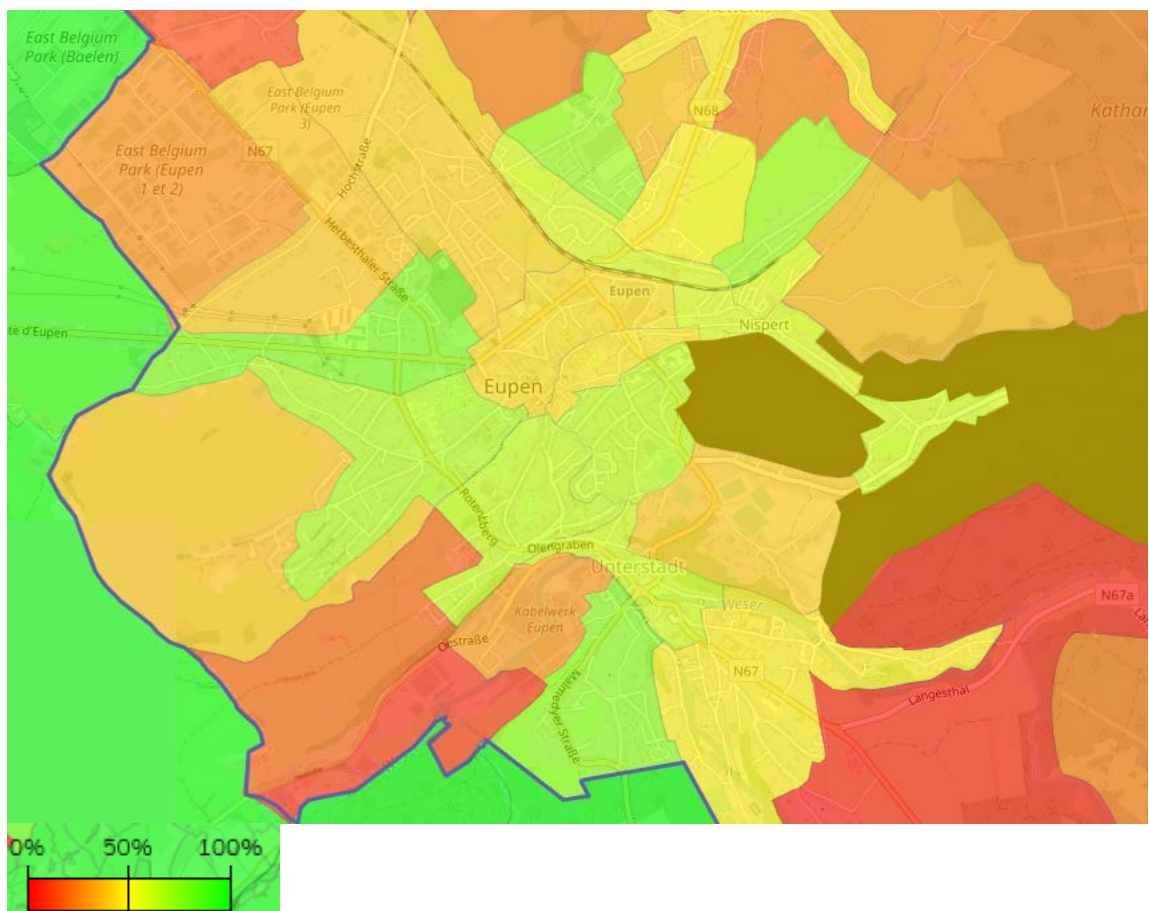 East Belgium
Park (Baelen)
Kettenis
East Belgium
Park (Eupen
3)
N68
East Belgium
Park (Eupen
1 et 2)
N67
Hochstraße
Kathar
Herbesthaler Straße
Eupen
te d'Eupen
Nispert
Eupen
Rotenberg
Olengraben
Unterstadt
Kabelwerk
Eupen
Weser
N67a
Oestraße
N67
Langesthal
Malmedyer Straße
0% 50% 100%